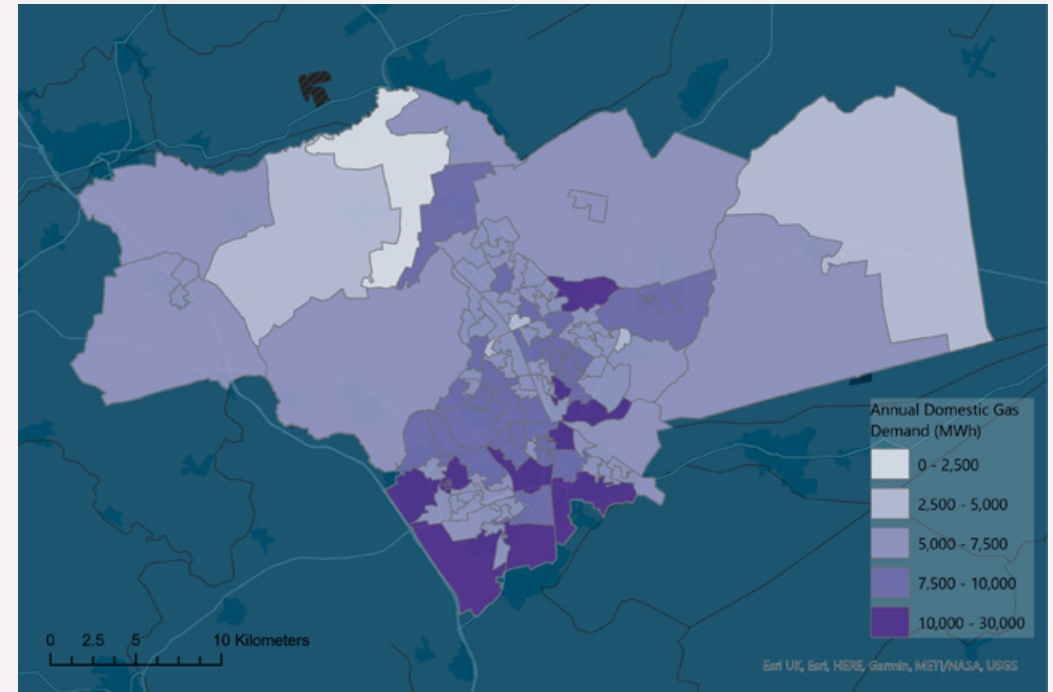 Annual Domestic Gas
Demand (MWh)
0 - 2,500
2,500 - 5,000
5,000 - 7,500
7,500 - 10,000
10,000 - 30,000
0 2.5 5 10 Kilometers
Esri UK, Esri, HERE, Garmin, METI/NASA, USGS